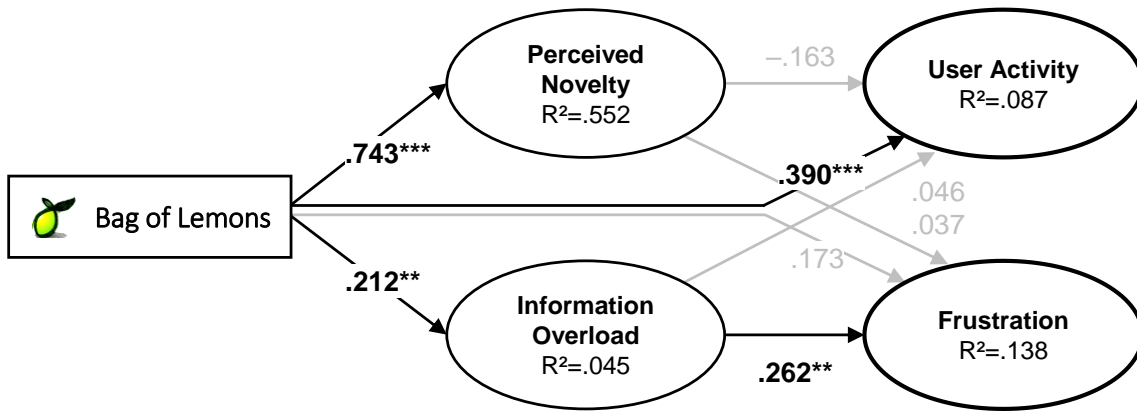 Perceived
Novelty
R²=.552
–.163
User Activity
R²=.087
.743***
.390***
.046
.037
Bag of Lemons
.173
.212**
Information
Overload
R²=.045
.262**
Frustration
R²=.138